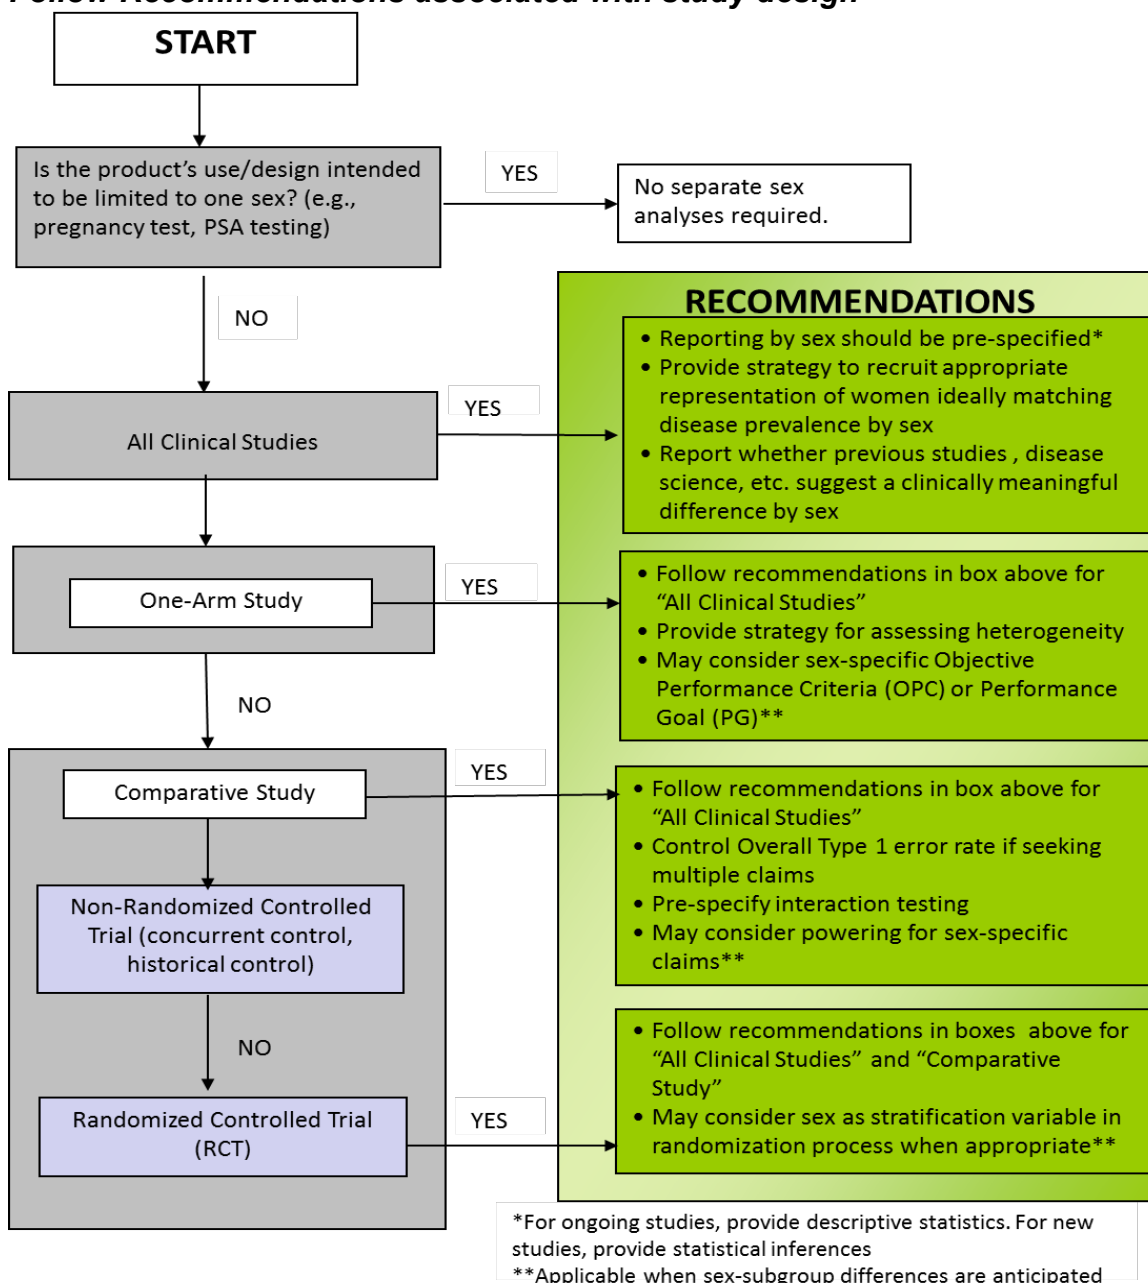 Follow Recommendations associated with study design
START
Is the product's use/design intended
to be limited to one sex? (e.g.,
pregnancy test, PSA testing)
YES
No separate sex
analyses required.
NO
RECOMMENDATIONS
• Reporting by sex should be pre-specified*
• Provide strategy to recruit appropriate
representation of women ideally matching
disease prevalence by sex
• Report whether previous studies , disease
science, etc. suggest a clinically meaningful
difference by sex
YES
All Clinical Studies
One-Arm Study
YES
• Follow recommendations in box above for
“All Clinical Studies”
• Provide strategy for assessing heterogeneity
• May consider sex-specific Objective
Performance Criteria (OPC) or Performance
Goal (PG)**
NO
Comparative Study
YES
• Follow recommendations in box above for
“All Clinical Studies”
• Control Overall Type 1 error rate if seeking
multiple claims
• Pre-specify interaction testing
• May consider powering for sex-specific
claims**
Non-Randomized Controlled
Trial (concurrent control,
historical control)
NO
Randomized Controlled Trial
(RCT)
YES
• Follow recommendations in boxes above for
“All Clinical Studies” and “Comparative
Study”
• May consider sex as stratification variable in
randomization process when appropriate**
*For ongoing studies, provide descriptive statistics. For new
studies, provide statistical inferences
**Applicable when sex-subgroup differences are anticipated